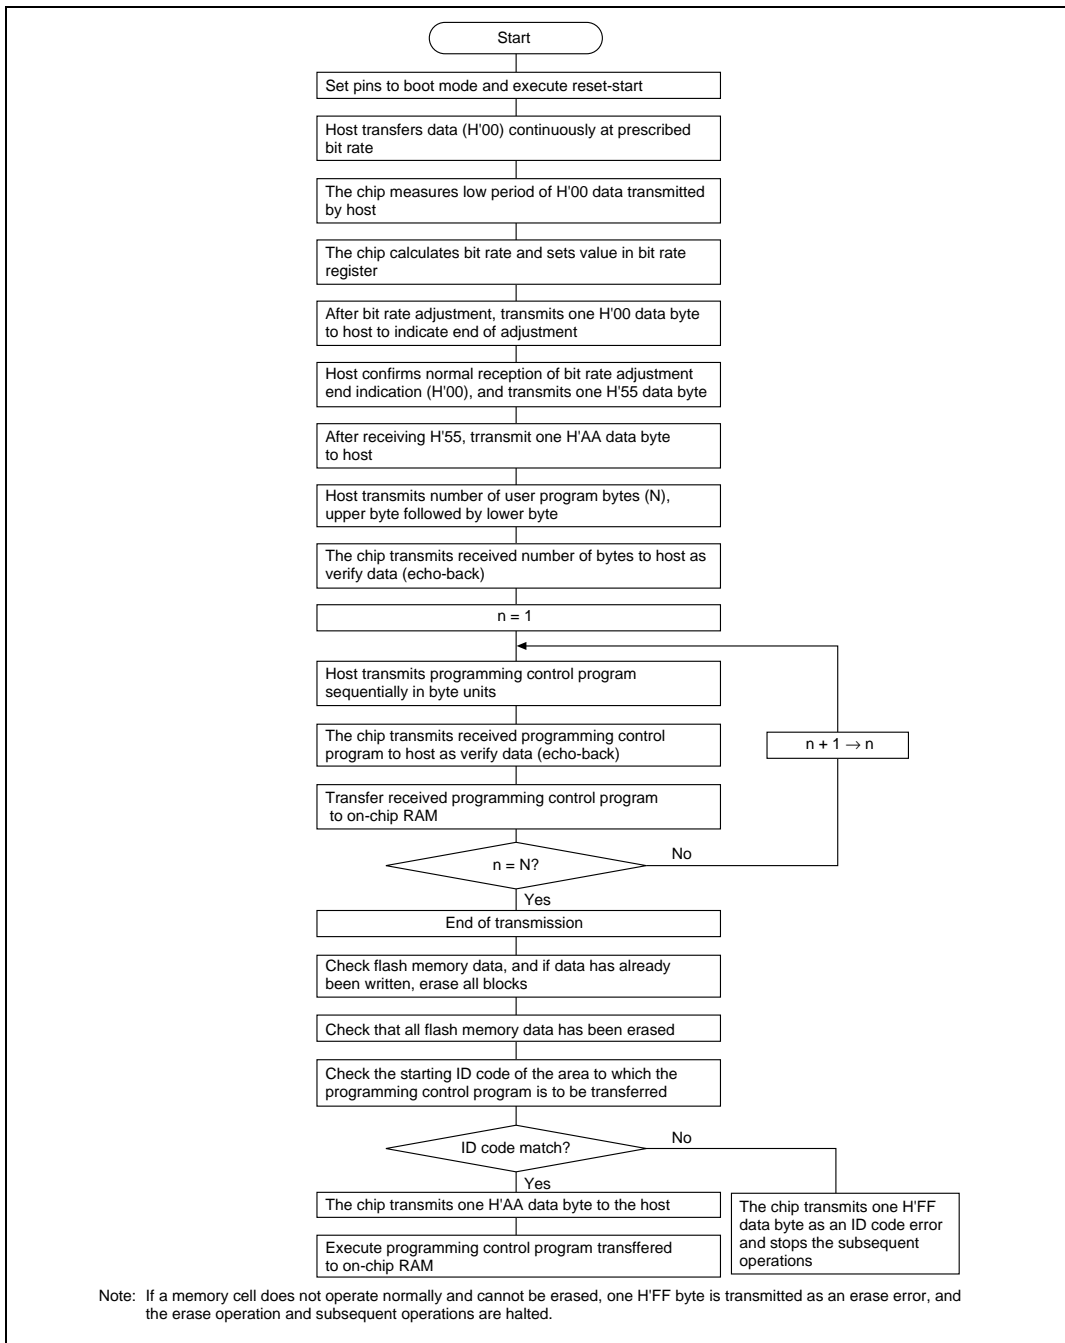 Start
Set pins to boot mode and execute reset-start
Host transfers data (H'00) continuously at prescribed
bit rate
The chip measures low period of H'00 data transmitted
by host
The chip calculates bit rate and sets value in bit rate
register
After bit rate adjustment, transmits one H'00 data byte
to host to indicate end of adjustment
Host confirms normal reception of bit rate adjustment
end indication (H'00), and transmits one H'55 data byte
After receiving H'55, trransmit one H'AA data byte
to host
Host transmits number of user program bytes (N),
upper byte followed by lower byte
The chip transmits received number of bytes to host as
verify data (echo-back)
n = 1
Host transmits programming control program
sequentially in byte units
The chip transmits received programming control
program to host as verify data (echo-back)
n + 1 → n
Transfer received programming control program
to on-chip RAM
n = N?
No
Yes
End of transmission
Check flash memory data, and if data has already
been written, erase all blocks
Check that all flash memory data has been erased
Check the starting ID code of the area to which the
programming control program is to be transferred
ID code match?
No
Yes
The chip transmits one H'AA data byte to the host
Execute programming control program transffered
to on-chip RAM
The chip transmits one H'FF
data byte as an ID code error
and stops the subsequent
operations
Note: If a memory cell does not operate normally and cannot be erased, one H'FF byte is transmitted as an erase error, and
the erase operation and subsequent operations are halted.